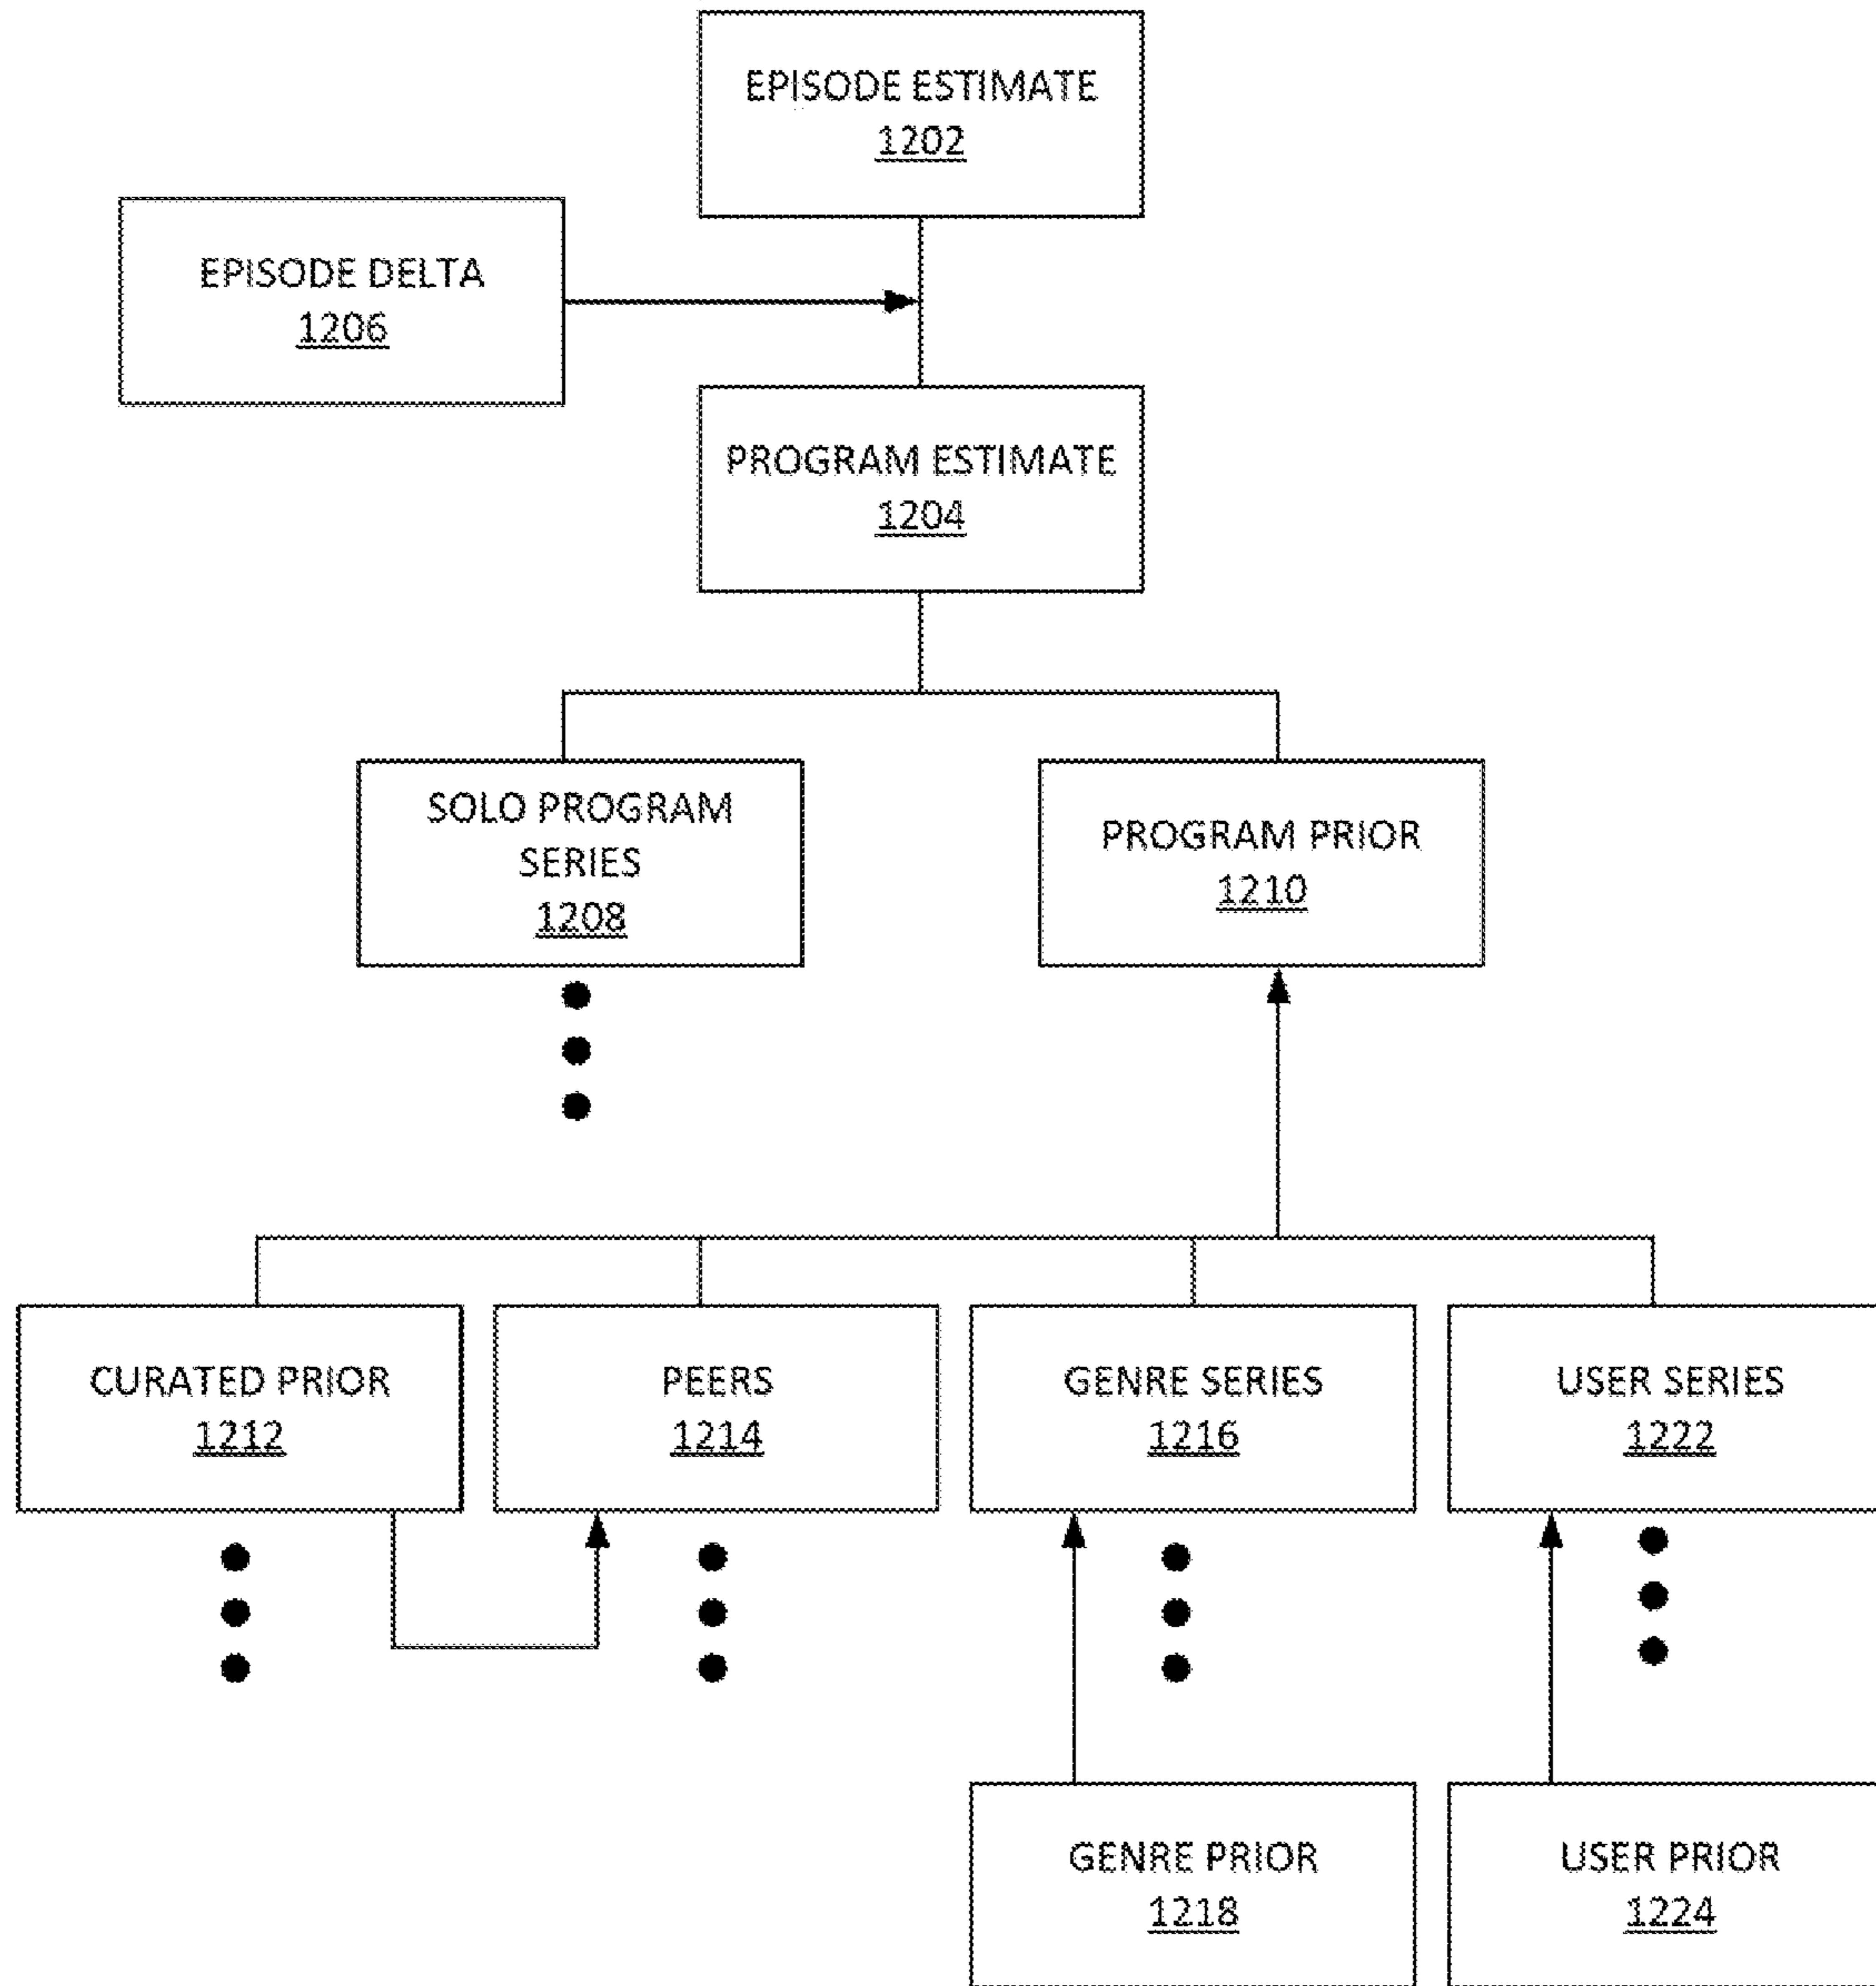 EPISODE ESTIMATE
1202
EPISODE DELTA
1206
PROGRAM ESTIMATE
1204
SOLO PROGRAM
SERIES
1208
PROGRAM PRIOR
1210
CURATED PRIOR
1212
PEERS
1214
GENRE SERIES
1216
USER SERIES
1222
GENRE PRIOR
1218
USER PRIOR
1224